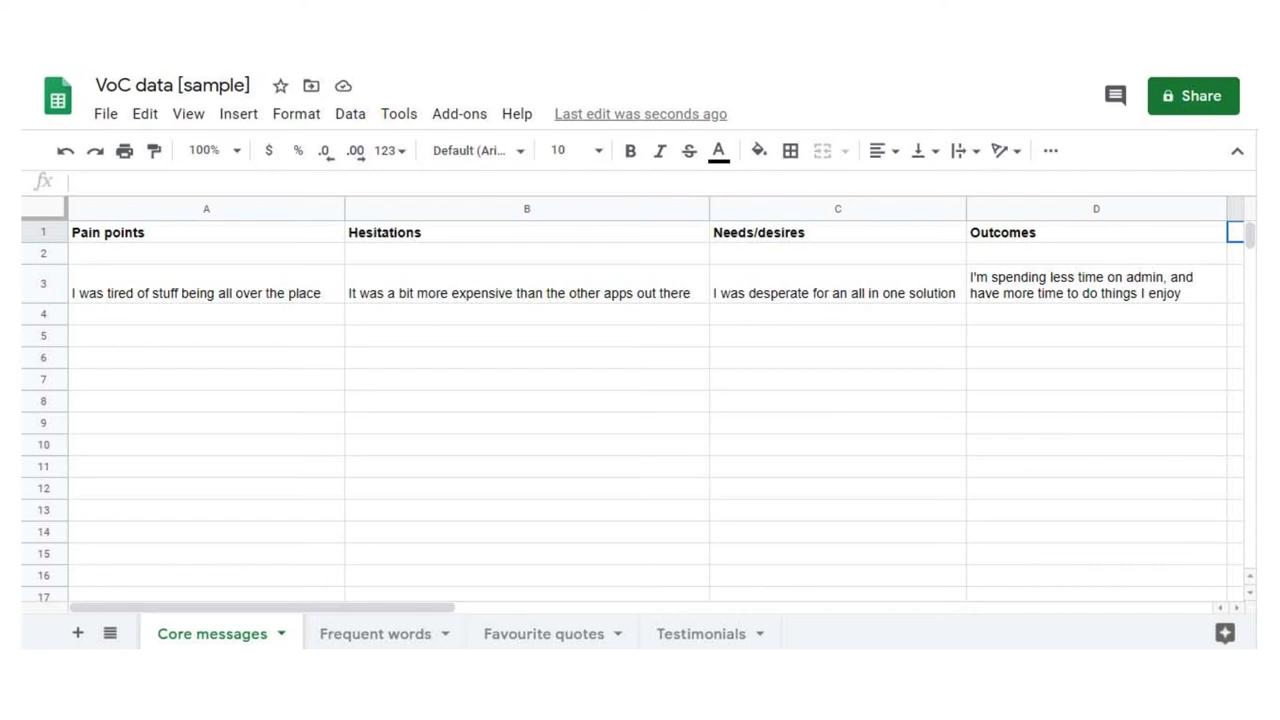 VoC data [sample]
File Edit View Insert Format Data Tools Add-ons Help Last edit was seconds ago
Share
100% $ % .0 .00 123 Default (Ari... 10 B I S A ...
fx
A B C D
1 Pain points Hesitations Needs/desires Outcomes
2
3 I was tired of stuff being all over the place It was a bit more expensive than the other apps out there I was desperate for an all in one solution I'm spending less time on admin, and
have more time to do things I enjoy
4
5
6
7
8
9
10
11
12
13
14
15
16
17
+ Core messages Frequent words Favourite quotes Testimonials